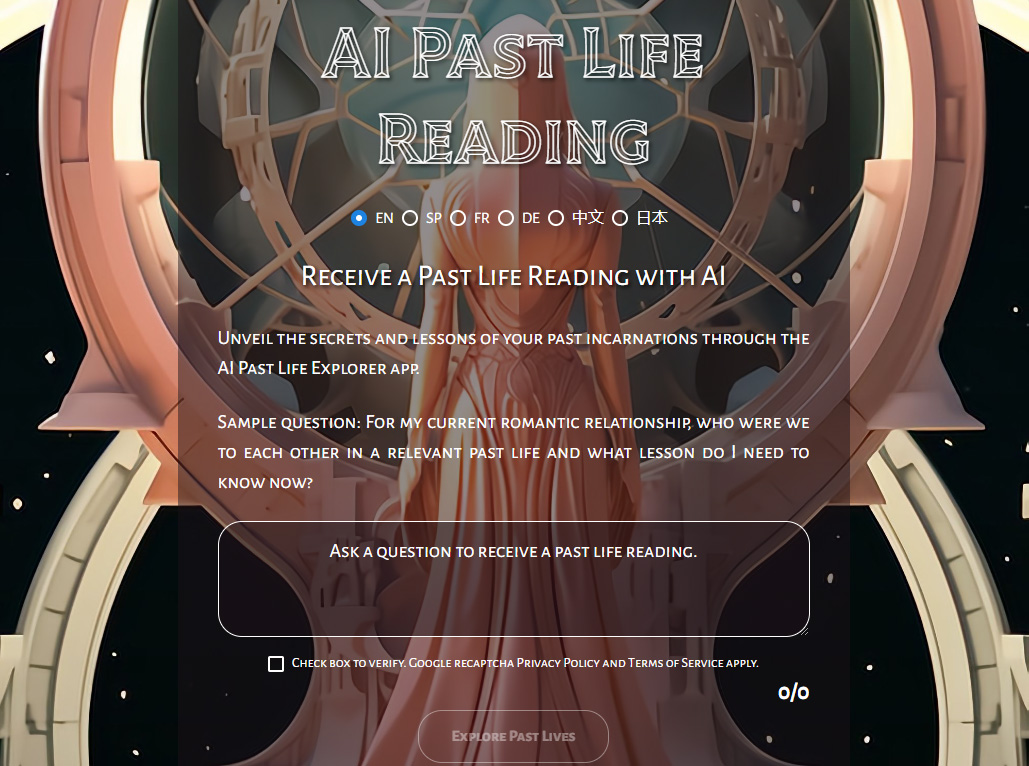 AI Past Life
Reading
EN SP FR DE 中文 日本
Receive a Past Life Reading with AI
Unveil the secrets and lessons of your past incarnations through the
AI Past Life Explorer app.
Sample question: For my current romantic relationship, who were we
to each other in a relevant past life and what lesson do I need to
know now?
Ask a question to receive a past life reading.
Check box to verify. Google recaptcha Privacy Policy and Terms of Service apply.
0/0
Explore Past Lives